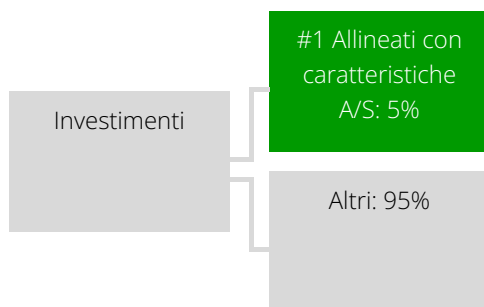 Investimenti
#1 Allineati con
caratteristiche
A/S: 5%
Altri: 95%